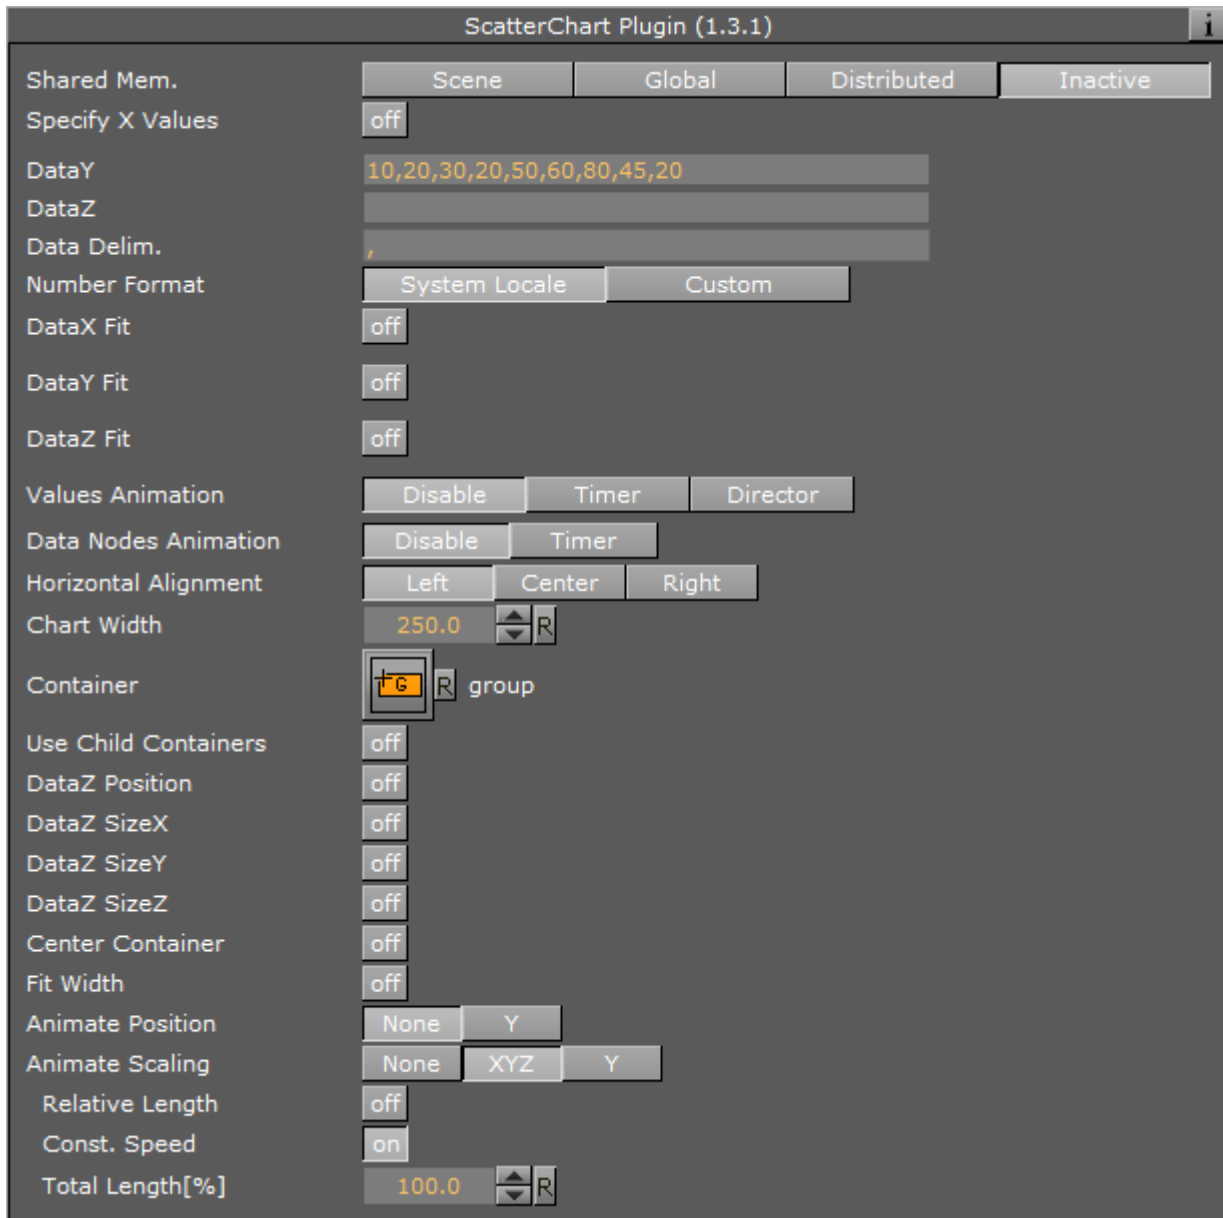 ScatterChart Plugin (1.3.1) i
Shared Mem. Scene Global Distributed Inactive
Specify X Values off
DataY 10,20,30,20,50,60,80,45,20
DataZ
Data Delim. ,
Number Format System Locale Custom
DataX Fit off
DataY Fit off
DataZ Fit off
Values Animation Disable Timer Director
Data Nodes Animation Disable Timer
Horizontal Alignment Left Center Right
Chart Width 250.0 R
Container G R group
Use Child Containers off
DataZ Position off
DataZ SizeX off
DataZ SizeY off
DataZ SizeZ off
Center Container off
Fit Width off
Animate Position None Y
Animate Scaling None XYZ Y
Relative Length off
Const. Speed on
Total Length[%] 100.0 R